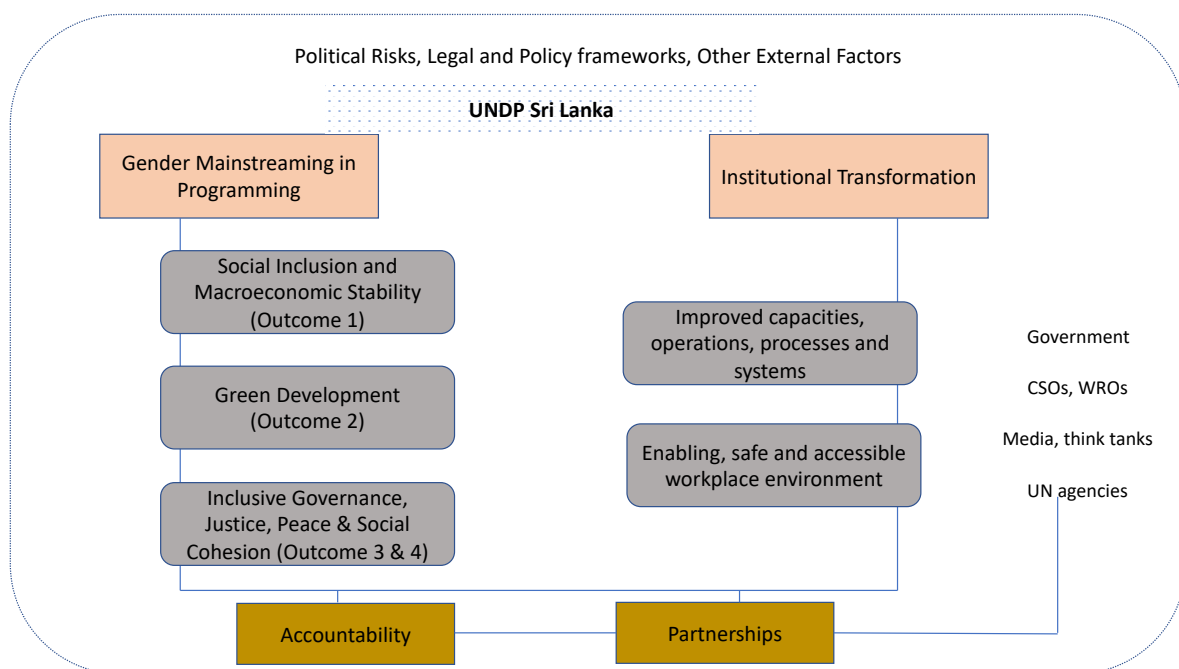 Political Risks, Legal and Policy frameworks, Other External Factors
UNDP Sri Lanka
Gender Mainstreaming in
Programming
Institutional Transformation
Social Inclusion and
Macroeconomic Stability
(Outcome 1)
Green Development
(Outcome 2)
Inclusive Governance,
Justice, Peace & Social
Cohesion (Outcome 3 & 4)
Improved capacities,
operations, processes and
systems
Enabling, safe and accessible
workplace environment
Government
CSOs, WROs
Media, think tanks
UN agencies
Accountability
Partnerships